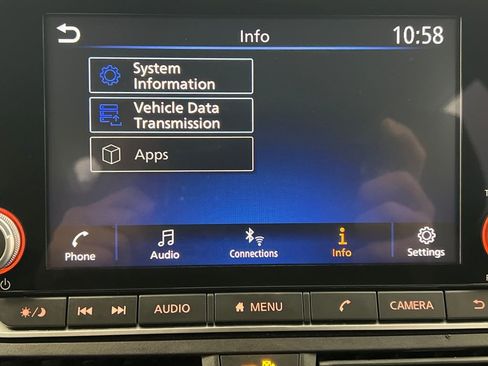 Info
10:58
System
Information
Vehicle Data
Transmission
Apps
Phone
Audio
Connections
Info
Settings
AUDIO
MENU
CAMERA